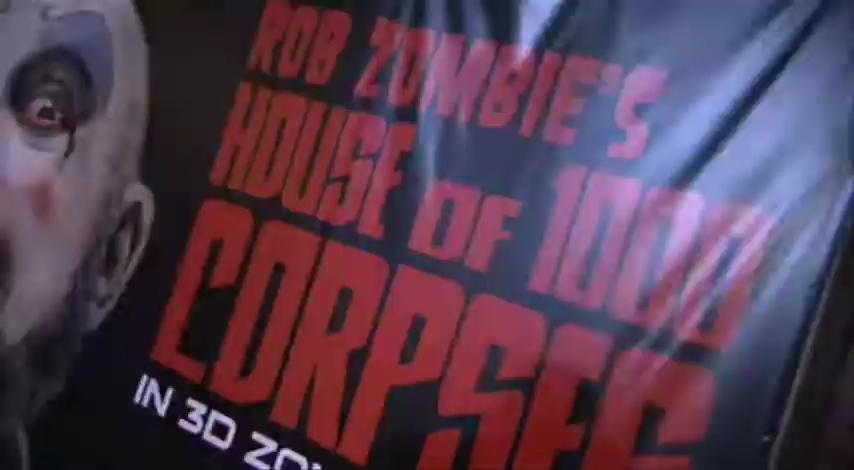 ROB ZOMBIE'S
HOUSE OF 1000
CORPSES
IN 3D